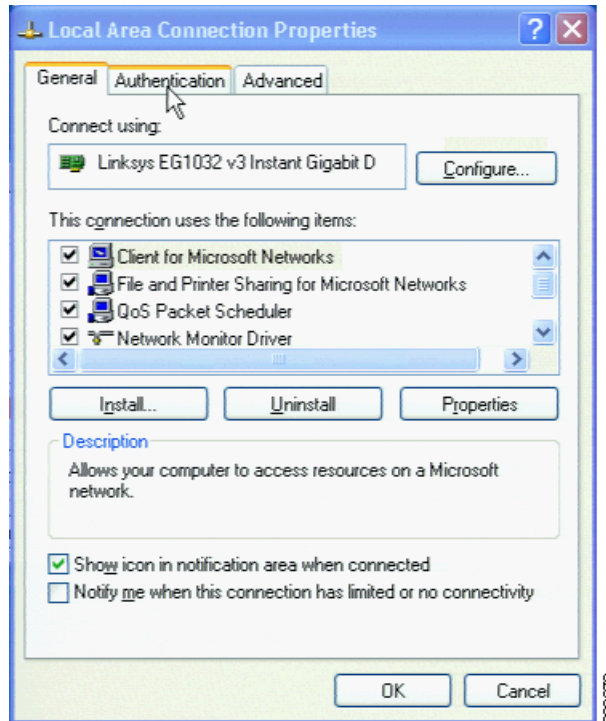 Local Area Connection Properties
General Authentication Advanced
Connect using:
Linksys EG1032 v3 Instant Gigabit D Configure...
This connection uses the following items:
Client for Microsoft Networks
File and Printer Sharing for Microsoft Networks
QoS Packet Scheduler
Network Monitor Driver
Install... Uninstall Properties
Description
Allows your computer to access resources on a Microsoft
network.
Show icon in notification area when connected
Notify me when this connection has limited or no connectivity
OK Cancel